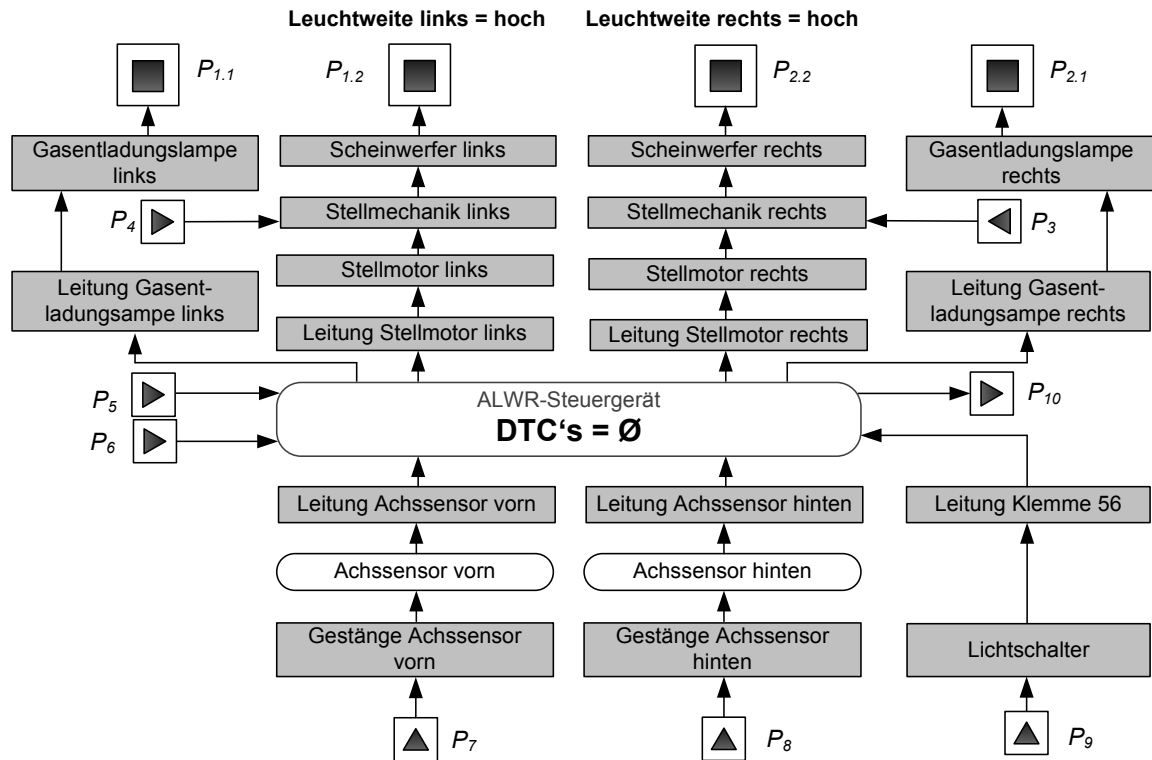 Leuchtweite links = hoch
Leuchtweite rechts = hoch
P1.1
P1.2
P2.2
P2.1
Gasentladungslampe
links
Scheinwerfer links
Scheinwerfer rechts
Gasentladungslampe
rechts
P4
Stellmechanik links
Stellmechanik rechts
P3
Stellmotor links
Stellmotor rechts
Leitung Gasent-
ladungsampe links
Leitung Gasent-
ladungsampe rechts
Leitung Stellmotor links
Leitung Stellmotor rechts
P5
ALWR-Steuergerät
P10
DTC‘s = Ø
P6
Leitung Achssensor vorn
Leitung Achssensor hinten
Leitung Klemme 56
Achssensor vorn
Achssensor hinten
Gestänge Achssensor
vorn
Gestänge Achssensor
hinten
Lichtschalter
P7
P8
P9